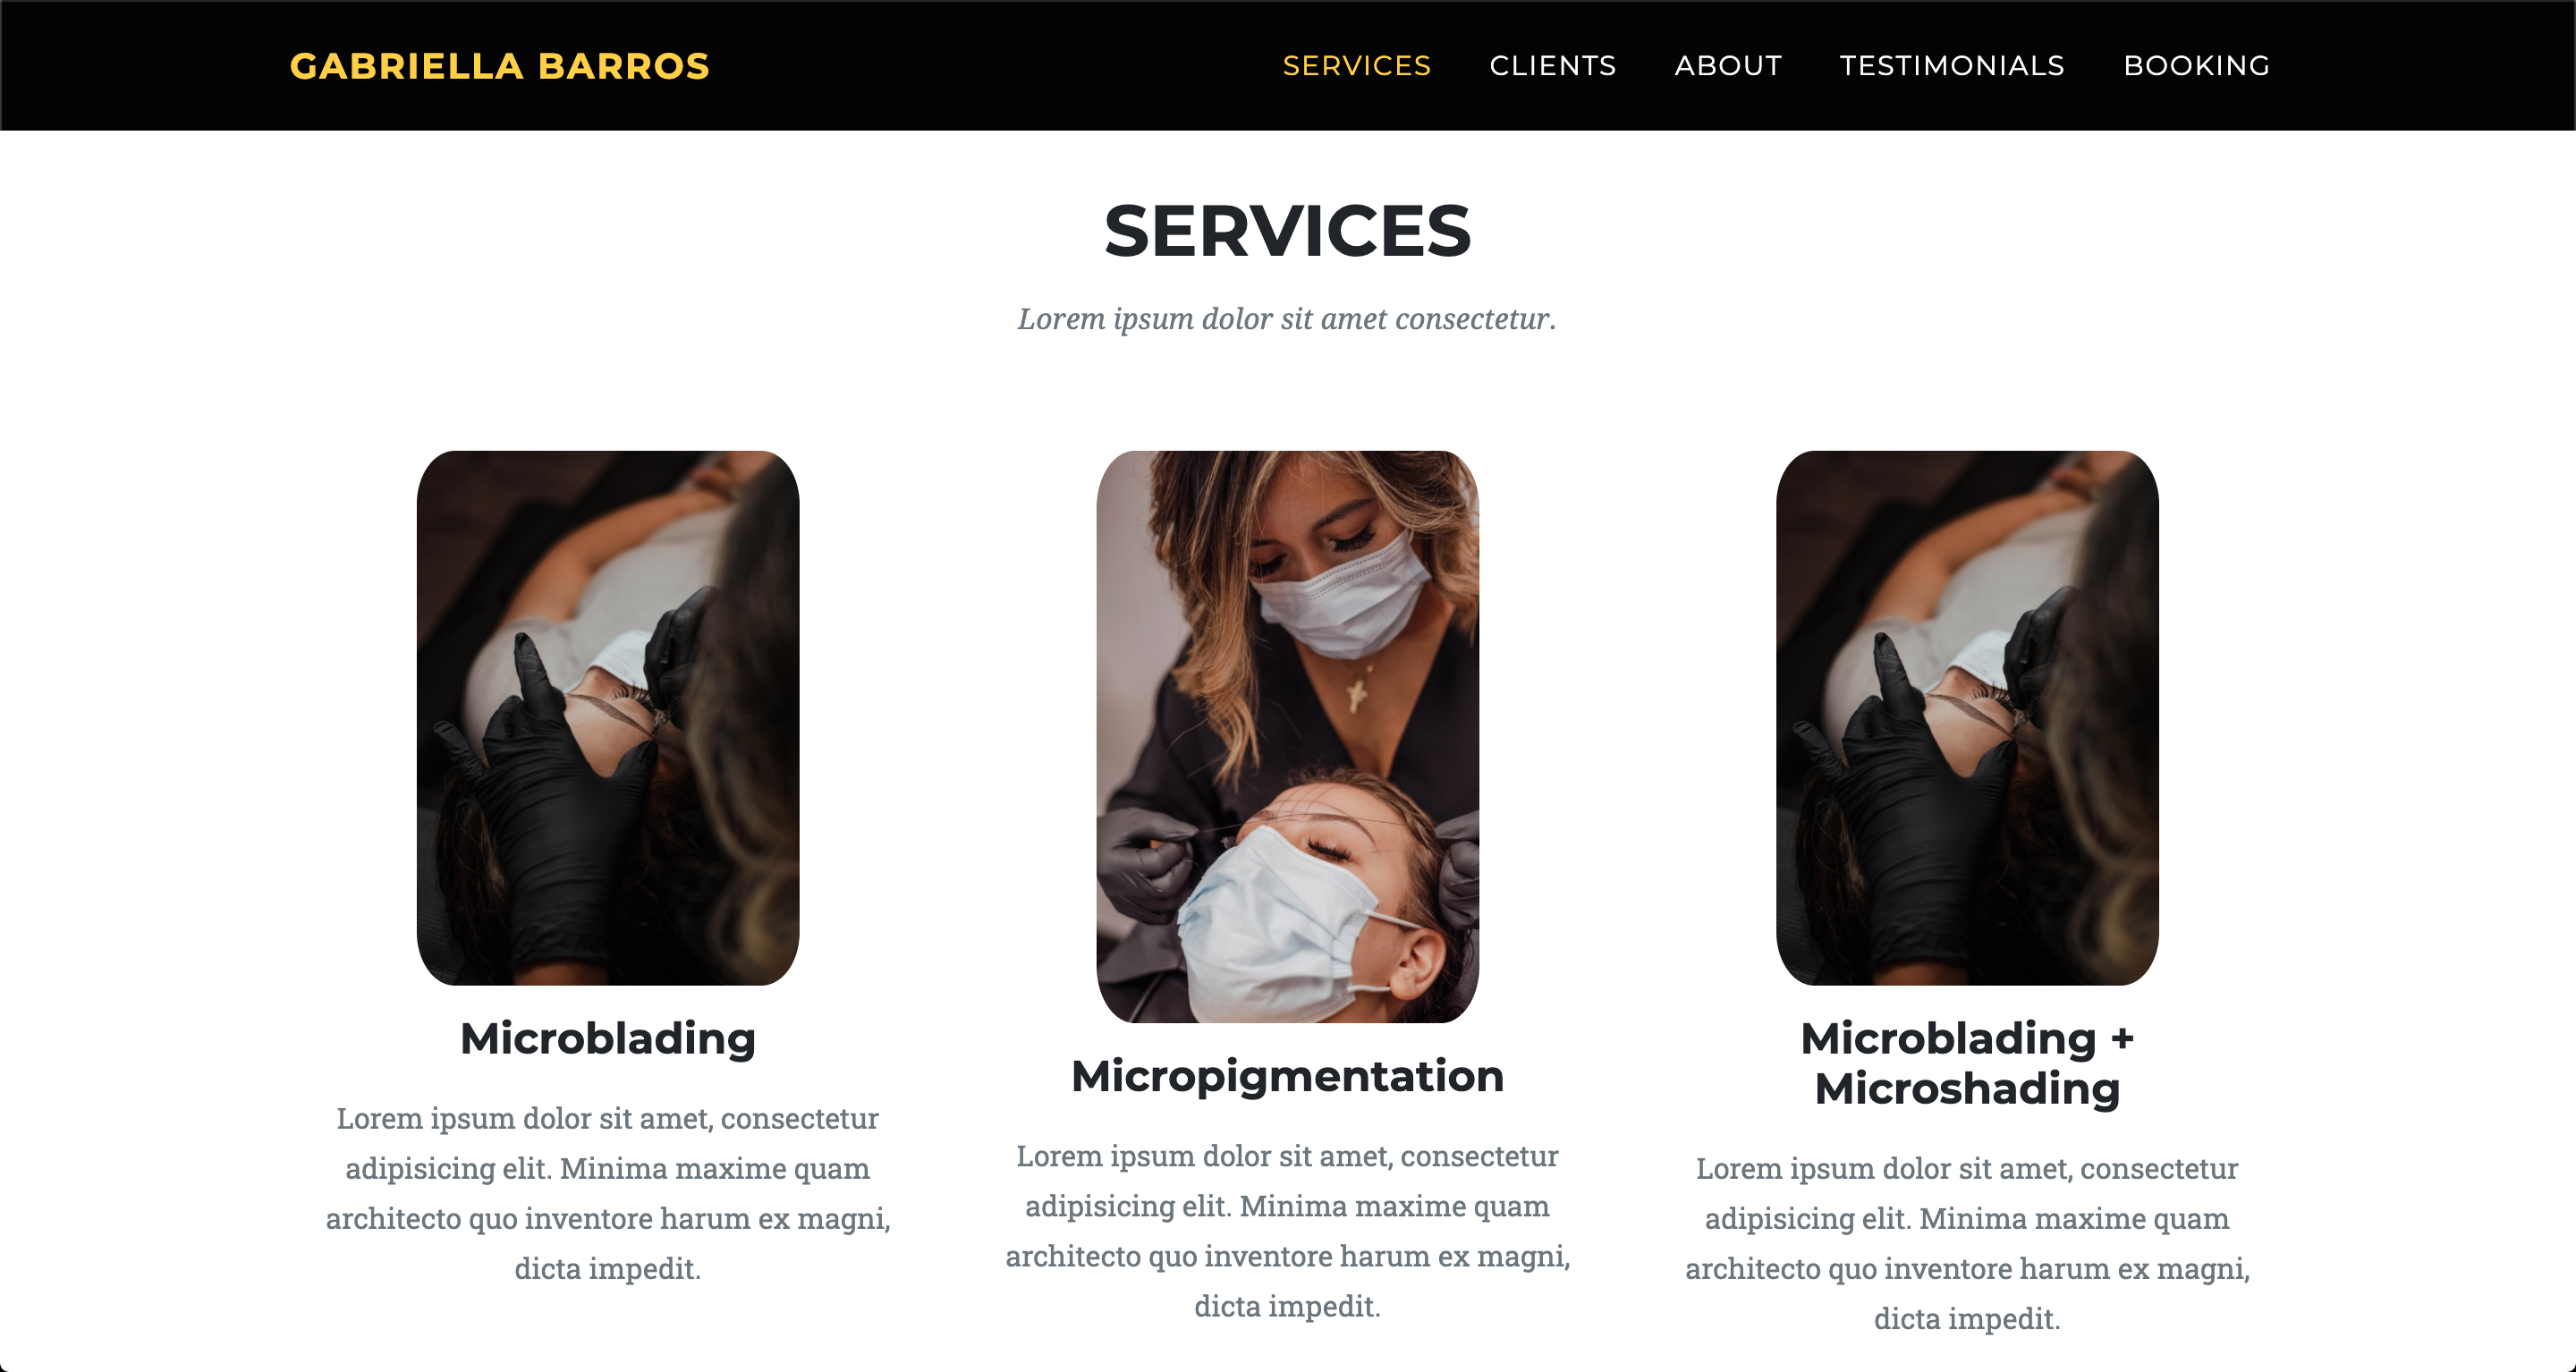 GABRIELLA BARROS
SERVICES
CLIENTS
ABOUT
TESTIMONIALS
BOOKING
SERVICES
Lorem ipsum dolor sit amet consectetur.
Microblading
Lorem ipsum dolor sit amet, consectetur
adipisicing elit. Minima maxime quam
architecto quo inventore harum ex magni,
dicta impedit.
Micropigmentation
Lorem ipsum dolor sit amet, consectetur
adipisicing elit. Minima maxime quam
architecto quo inventore harum ex magni,
dicta impedit.
Microblading +
Microshading
Lorem ipsum dolor sit amet, consectetur
adipisicing elit. Minima maxime quam
architecto quo inventore harum ex magni,
dicta impedit.